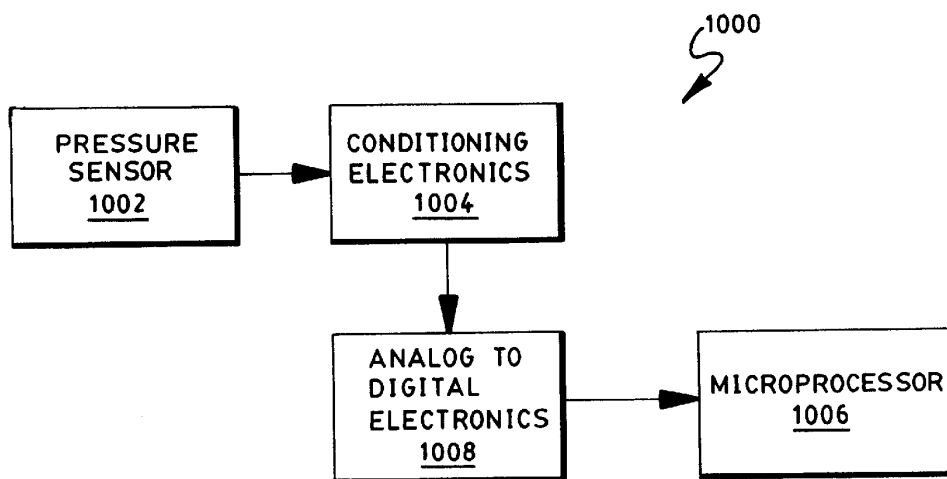 1000
PRESSURE
SENSOR
1002
CONDITIONING
ELECTRONICS
1004
ANALOG TO
DIGITAL
ELECTRONICS
1008
MICROPROCESSOR
1006